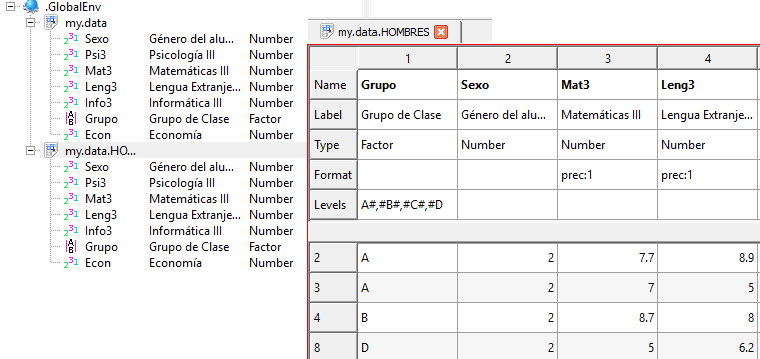 .GlobalEnv
my.data
Sexo Género del alu... Number
Psi3 Psicología III Number
Mat3 Matemáticas III Number
Leng3 Lengua Extranje... Number
Info3 Informática III Number
Grupo Grupo de Clase Factor
Econ Economía Number
my.data.HO...
Sexo Género del alu... Number
Psi3 Psicología III Number
Mat3 Matemáticas III Number
Leng3 Lengua Extranje... Number
Info3 Informática III Number
Grupo Grupo de Clase Factor
Econ Economía Number
my.data.HOMBRES
1 2 3 4
Name Grupo Sexo Mat3 Leng3
Label Grupo de Clase Género del alu... Matemáticas III Lengua Extranje...
Type Factor Number Number Number
Format prec:1 prec:1
Levels A#,#B#,#C#,#D
2 A 2 7.7 8.9
3 A 2 7 5
4 B 2 8.7 8
8 D 2 5 6.2